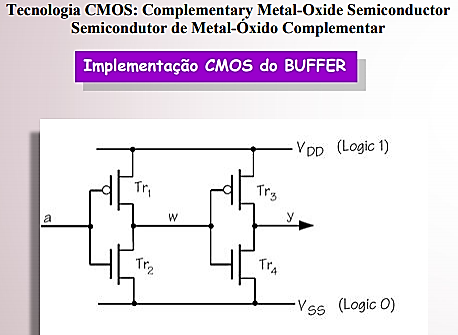 Tecnologia CMOS: Complementary Metal-Oxide Semiconductor
Semicondutor de Metal-Óxido Complementar
Implementação CMOS do BUFFER
VDD (Logic 1)
Tr1
Tr3
a
w
y
Tr2
Tr4
VSS (Logic 0)